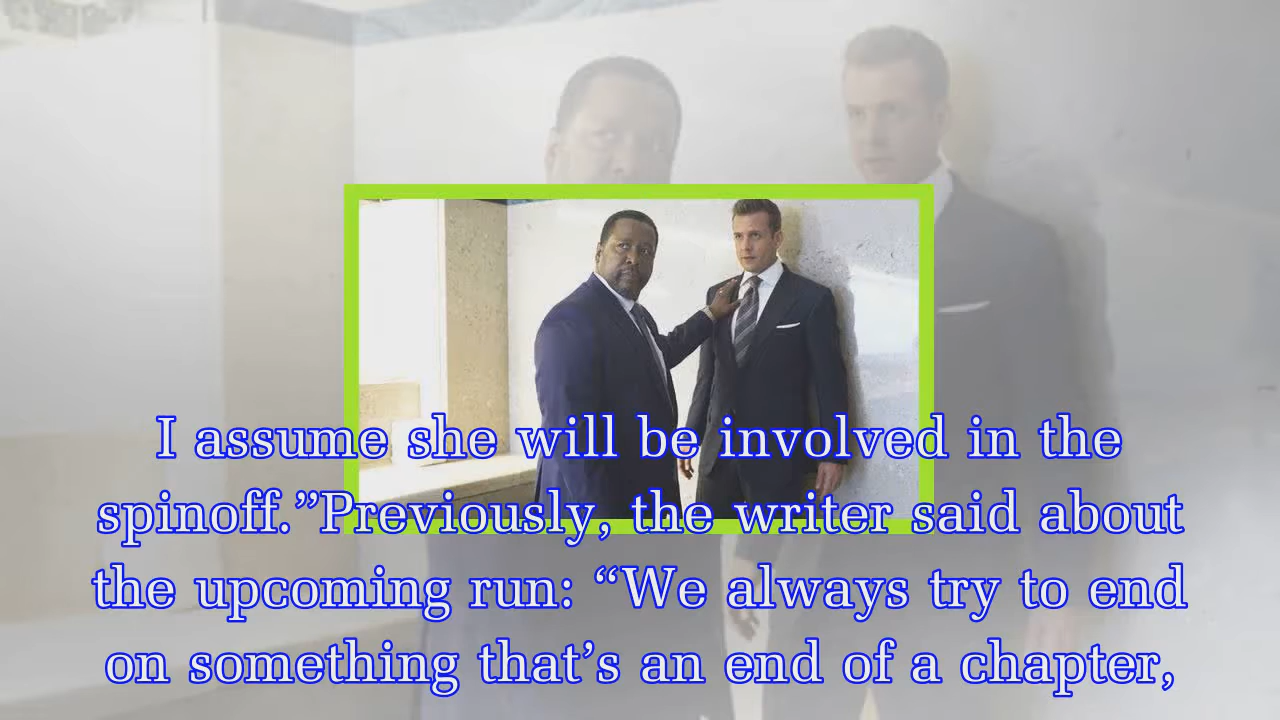 I assume she will be involved in the
spinoff.”Previously, the writer said about
the upcoming run: “We always try to end
on something that’s an end of a chapter,